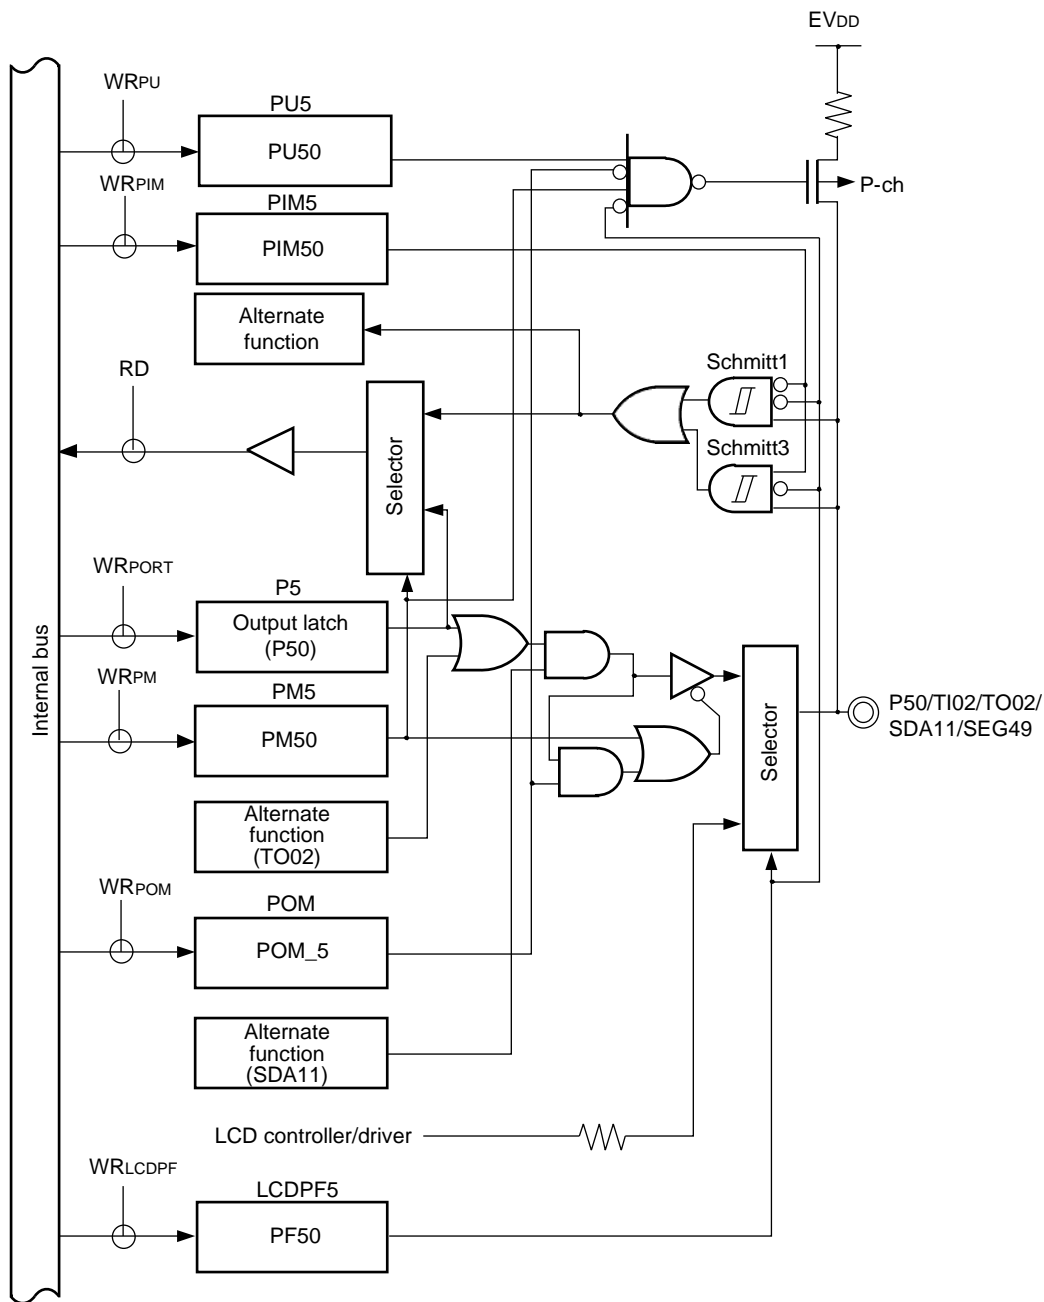 EVDD
WRPU
PU5
PU50
P-ch
WRPIM
PIM5
PIM50
Alternate
function
Schmitt1
RD
Schmitt3
Selector
WRPORT
P5
Output latch
(P50)
WRPM
PM5
PM50
Internal bus
Selector
P50/TI02/TO02/
SDA11/SEG49
Alternate
function
(TO02)
WRPOM
POM
POM_5
Alternate
function
(SDA11)
LCD controller/driver
WRLCDPF
LCDPF5
PF50